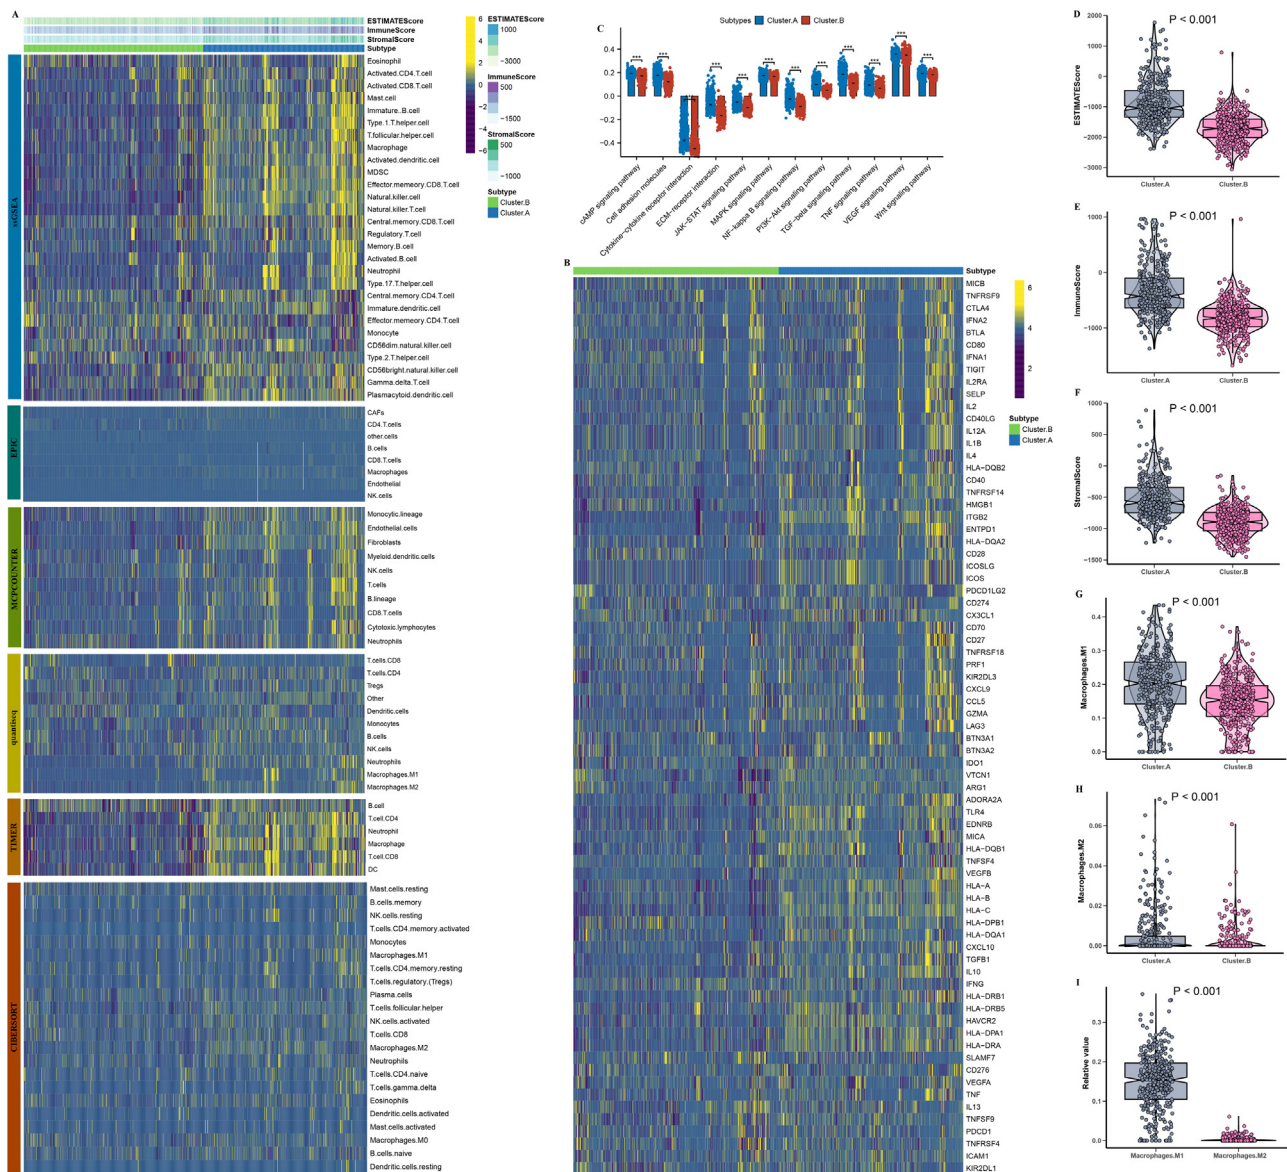 A
ESTIMATEScore
ImmuneScore
StromalScore
Subtype
ssGSEA
Eosinophil
Activated.CD4.T.cell
Activated.CD8.T.cell
Mast.cell
Immature..B.cell
Type.1.T.helper.cell
T.follicular.helper.cell
Macrophage
Activated.dendritic.cell
MDSC
Effector.memeory.CD8.T.cell
Natural.killer.cell
Natural.killer.T.cell
Central.memory.CD8.T.cell
Regulatory.T.cell
Memory.B.cell
Activated.B.cell
Neutrophil
Type.17.T.helper.cell
Central.memory.CD4.T.cell
Immature.dendritic.cell
Effector.memeory.CD4.T.cell
Monocyte
CD56dim.natural.killer.cell
Type.2.T.helper.cell
CD56bright.natural.killer.cell
Gamma.delta.T.cell
Plasmacytoid.dendritic.cell
EPIC
CAFs
CD4.T.cells
other.cells
B.cells
CD8.T.cells
Macrophages
Endothelial
NK.cells
MCPCOUNTER
Monocytic.lineage
Endothelial.cells
Fibroblasts
Myeloid.dendritic.cells
NK.cells
T.cells
B.lineage
CD8.T.cells
Cytotoxic.lymphocytes
Neutrophils
quantiseq
T.cells.CD8
T.cells.CD4
Tregs
Other
Dendritic.cells
Monocytes
B.cells
NK.cells
Neutrophils
Macrophages.M1
Macrophages.M2
TIMER
B.cell
T.cell.CD4
Neutrophil
Macrophage
T.cell.CD8
DC
CIBERSORT
Mast.cells.resting
B.cells.memory
NK.cells.resting
T.cells.CD4.memory.activated
Monocytes
Macrophages.M1
T.cells.CD4.memory.resting
T.cells.regulatory.(Tregs)
Plasma.cells
T.cells.follicular.helper
NK.cells.activated
T.cells.CD8
Macrophages.M2
Neutrophils
T.cells.CD4.naive
T.cells.gamma.delta
Eosinophils
Dendritic.cells.activated
Mast.cells.activated
Macrophages.M0
B.cells.naive
Dendritic.cells.resting
6
4
2
0
−2
−4
−6
ESTIMATEScore
1000
−3000
ImmuneScore
500
−1500
StromalScore
500
−1000
Subtype
Cluster.B
Cluster.A
C
Subtypes Cluster.A Cluster.B
0.4
0.2
0.0
−0.2
−0.4
*** *** *** *** *** *** *** *** *** *** *** ***
cAMP signaling pathway
Cell adhesion molecules
Cytokine−cytokine receptor interaction
ECM−receptor interaction
JAK−STAT signaling pathway
MAPK signaling pathway
NF−kappa B signaling pathway
PI3K−Akt signaling pathway
TGF−beta signaling pathway
TNF signaling pathway
VEGF signaling pathway
Wnt signaling pathway
B
Subtype
MICB
TNFRSF9
CTLA4
IFNA2
BTLA
CD80
IFNA1
TIGIT
IL2RA
SELP
IL2
CD40LG
IL12A
IL1B
IL4
HLA−DQB2
CD40
TNFRSF14
HMGB1
ITGB2
ENTPD1
HLA−DQA2
CD28
ICOSLG
ICOS
PDCD1LG2
CD274
CX3CL1
CD70
CD27
TNFRSF18
PRF1
KIR2DL3
CXCL9
CCL5
GZMA
LAG3
BTN3A1
BTN3A2
IDO1
VTCN1
ARG1
ADORA2A
TLR4
EDNRB
MICA
HLA−DQB1
TNFSF4
VEGFB
HLA−A
HLA−B
HLA−C
HLA−DPB1
HLA−DQA1
CXCL10
TGFB1
IL10
IFNG
HLA−DRB1
HLA−DRB5
HAVCR2
HLA−DPA1
HLA−DRA
SLAMF7
CD276
VEGFA
TNF
IL13
TNFSF9
PDCD1
TNFRSF4
ICAM1
KIR2DL1
6
4
2
Subtype
Cluster.B
Cluster.A
D
P < 0.001
ESTIMATEScore
2000
1000
0
−1000
−2000
−3000
Cluster.A Cluster.B
E
P < 0.001
ImmuneScore
1000
0
−1000
Cluster.A Cluster.B
F
P < 0.001
StromalScore
1000
500
0
−500
−1000
−1500
Cluster.A Cluster.B
G
P < 0.001
Macrophages.M1
0.4
0.3
0.2
0.1
0.0
Cluster.A Cluster.B
H
P < 0.001
Macrophages.M2
0.06
0.04
0.02
0.00
Cluster.A Cluster.B
I
P < 0.001
Relative value
0.3
0.2
0.1
0.0
Macrophages.M1 Macrophages.M2